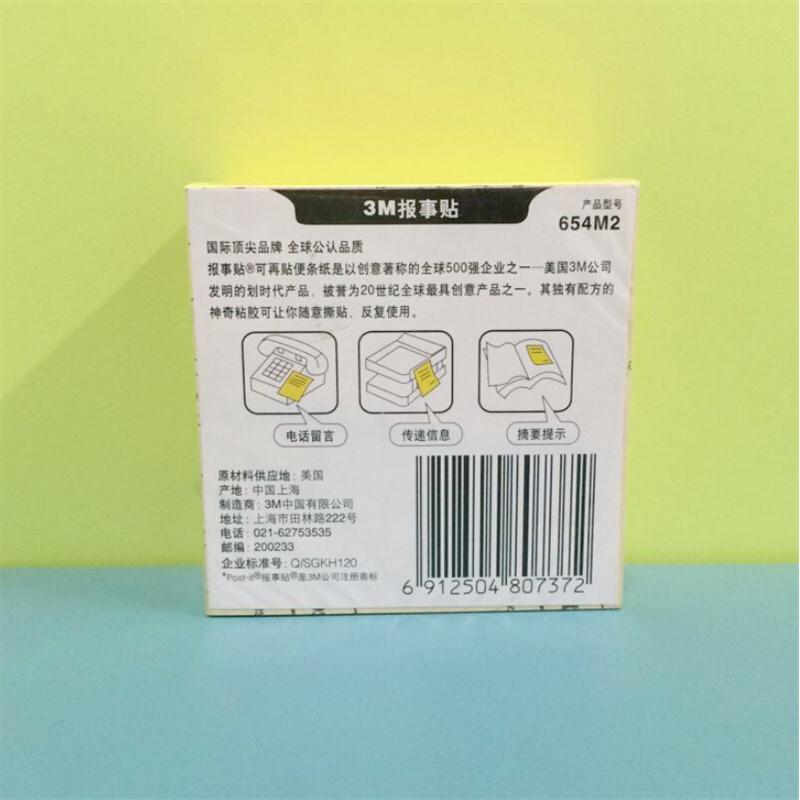 3M报事贴
产品型号
654M2
国际顶尖品牌 全球公认品质
报事贴®可再贴便条纸是以创意著称的全球500强企业之一—美国3M公司
发明的划时代产品，被誉为20世纪全球最具创意产品之一。其独有配方的
神奇粘胶可让你随意撕贴，反复使用。
电话留言
传递信息
摘要提示
原材料供应地：美国
产地：中国上海
制造商：3M中国有限公司
地址：上海市田林路222号
电话：021-62753535
邮编：200233
企业标准号：Q/SGKH120
*Post-it®报事贴®是3M公司注册商标
6 912504 807372